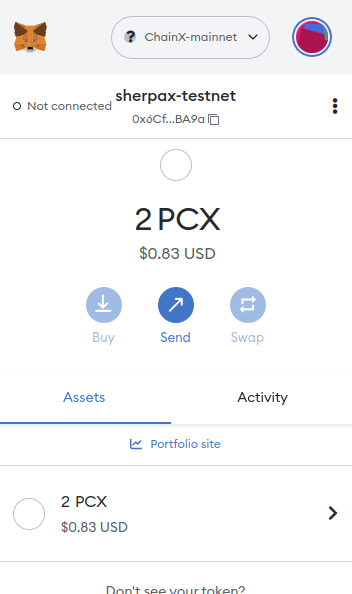 ChainX-mainnet
Not connected
sherpax-testnet
0x6Cf...BA9a
2 PCX
$0.83 USD
Buy
Send
Swap
Assets
Activity
Portfolio site
2 PCX
$0.83 USD
Don't see your token?